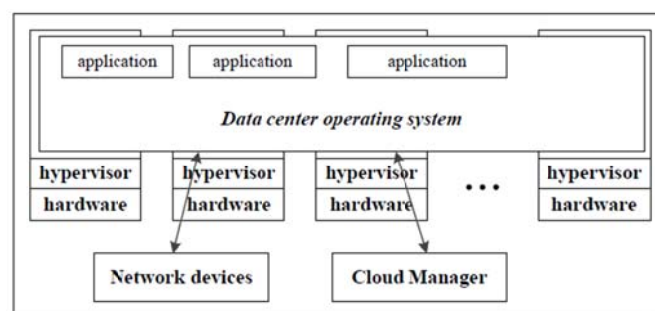 application application application
Data center operating system
hypervisor hypervisor hypervisor ... hypervisor
hardware hardware hardware hardware
Network devices Cloud Manager